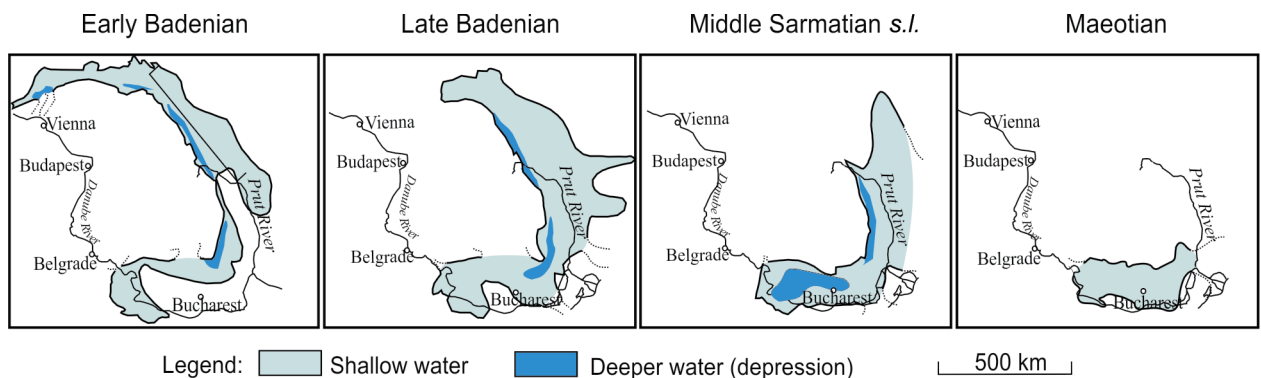 Early Badenian
Late Badenian
Middle Sarmatian s.l.
Maeotian
Vienna
Budapest
Danube River
Belgrade
Bucharest
Prut River
Vienna
Budapest
Danube River
Belgrade
Bucharest
Prut River
Vienna
Budapest
Danube River
Belgrade
Bucharest
Prut River
Vienna
Budapest
Danube River
Belgrade
Bucharest
Prut River
Legend: Shallow water Deeper water (depression) 500 km